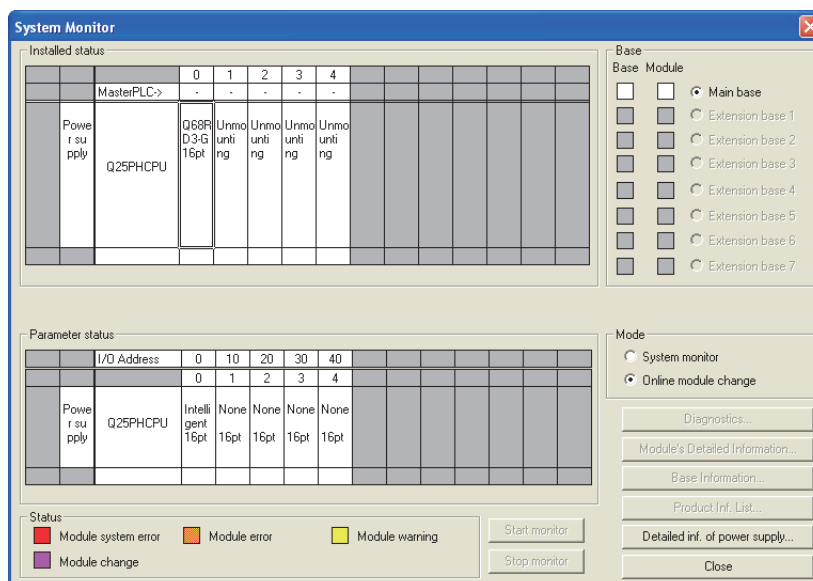 System Monitor
Installed status
0 1 2 3 4
MasterPLC-> - - - - -
Powe
r su
pply
Q25PHCPU
Q68R
D3-G
16pt
Unmo
unti
ng
Unmo
unti
ng
Unmo
unti
ng
Unmo
unti
ng
Base
Base Module
Main base
Extension base 1
Extension base 2
Extension base 3
Extension base 4
Extension base 5
Extension base 6
Extension base 7
Parameter status
I/O Address 0 10 20 30 40
0 1 2 3 4
Powe
r su
pply
Q25PHCPU
Intelli
gent
16pt
None
16pt
None
16pt
None
16pt
None
16pt
Mode
System monitor
Online module change
Diagnostics...
Module's Detailed Information...
Base Information...
Product Inf. List...
Detailed inf. of power supply...
Close
Status
Module system error
Module error
Module warning
Module change
Start monitor
Stop monitor